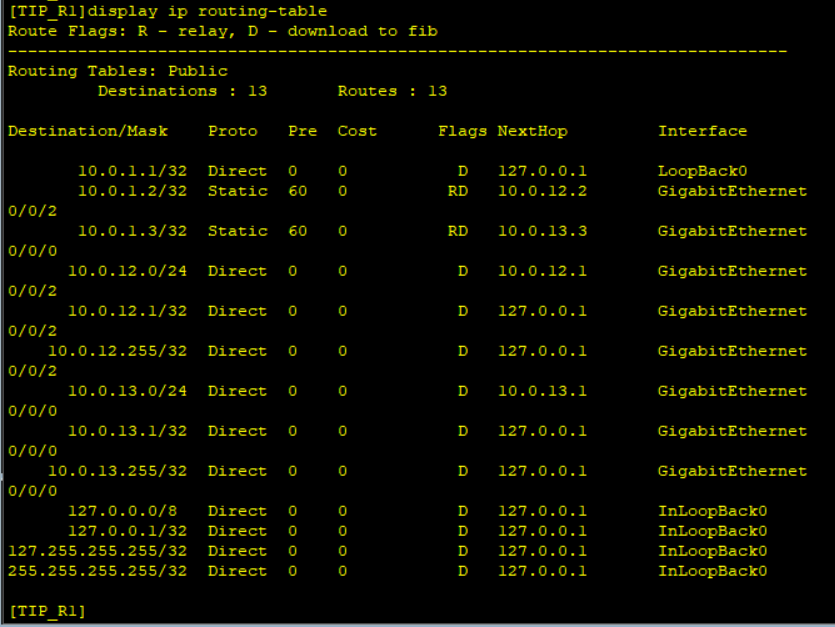 [TIP_R1]display ip routing-table
Route Flags: R - relay, D - download to fib
------------------------------------------------------------------------------
Routing Tables: Public
         Destinations : 13       Routes : 13

Destination/Mask    Proto   Pre  Cost      Flags NextHop         Interface

       10.0.1.1/32  Direct  0    0           D   127.0.0.1       LoopBack0
       10.0.1.2/32  Static  60   0          RD   10.0.12.2       GigabitEthernet
0/0/2
       10.0.1.3/32  Static  60   0          RD   10.0.13.3       GigabitEthernet
0/0/0
      10.0.12.0/24  Direct  0    0           D   10.0.12.1       GigabitEthernet
0/0/2
      10.0.12.1/32  Direct  0    0           D   127.0.0.1       GigabitEthernet
0/0/2
    10.0.12.255/32  Direct  0    0           D   127.0.0.1       GigabitEthernet
0/0/2
      10.0.13.0/24  Direct  0    0           D   10.0.13.1       GigabitEthernet
0/0/0
      10.0.13.1/32  Direct  0    0           D   127.0.0.1       GigabitEthernet
0/0/0
    10.0.13.255/32  Direct  0    0           D   127.0.0.1       GigabitEthernet
0/0/0
      127.0.0.0/8   Direct  0    0           D   127.0.0.1       InLoopBack0
      127.0.0.1/32  Direct  0    0           D   127.0.0.1       InLoopBack0
127.255.255.255/32  Direct  0    0           D   127.0.0.1       InLoopBack0
255.255.255.255/32  Direct  0    0           D   127.0.0.1       InLoopBack0

[TIP_R1]